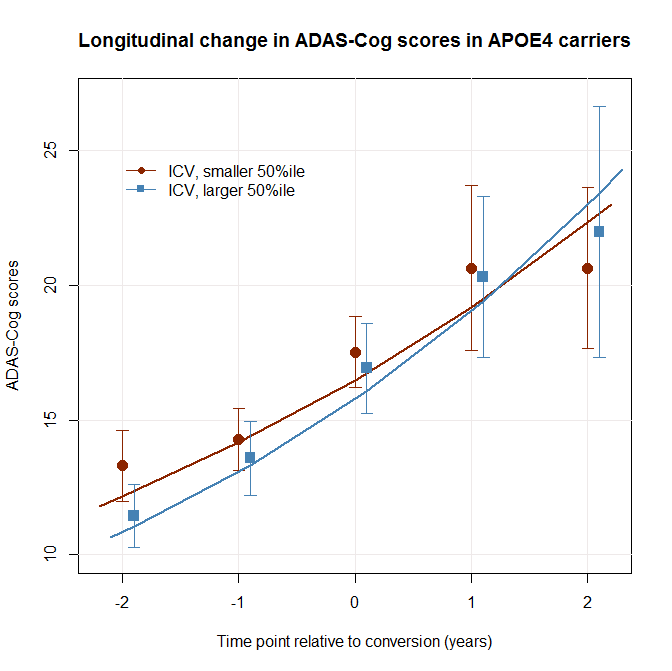 Longitudinal change in ADAS-Cog scores in APOE4 carriers
ICV, smaller 50%ile
ICV, larger 50%ile
ADAS-Cog scores
25
20
15
10
-2
-1
0
1
2
Time point relative to conversion (years)